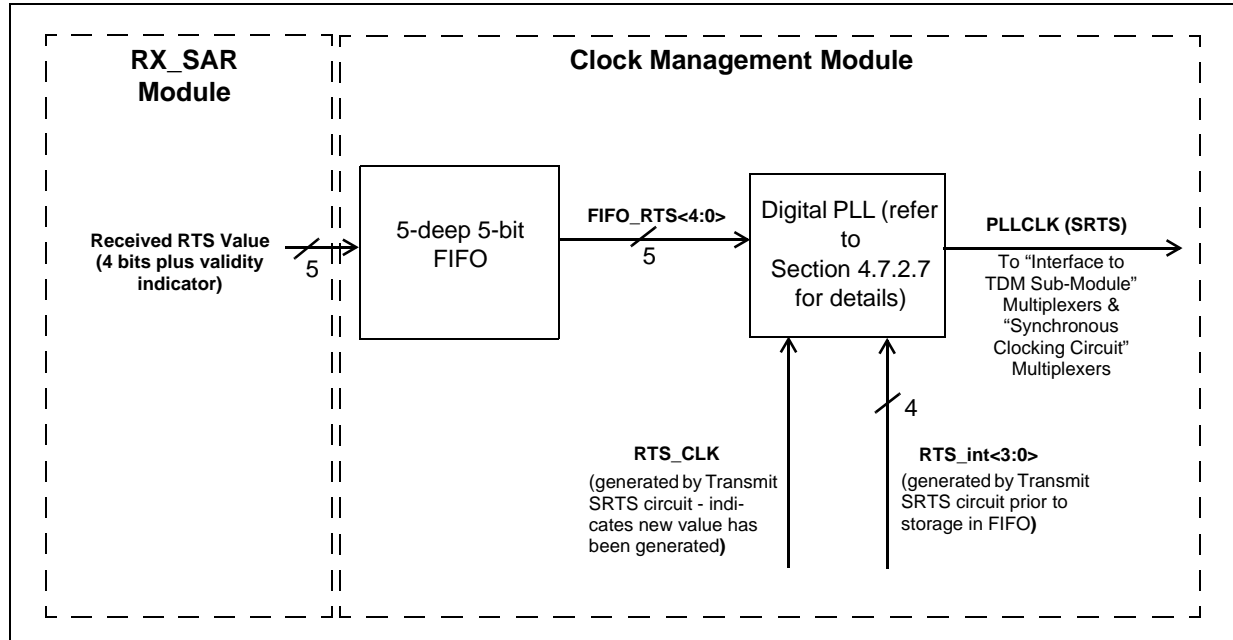 RX_SAR
Module
Clock Management Module
Received RTS Value
(4 bits plus validity
indicator)
5
5-deep 5-bit
FIFO
FIFO_RTS<4:0>
5
Digital PLL (refer
to
Section 4.7.2.7
for details)
PLLCLK (SRTS)
To “Interface to
TDM Sub-Module”
Multiplexers &
“Synchronous
Clocking Circuit”
Multiplexers
RTS_CLK
(generated by Transmit
SRTS circuit - indi-
cates new value has
been generated)
4
RTS_int<3:0>
(generated by Transmit
SRTS circuit prior to
storage in FIFO)